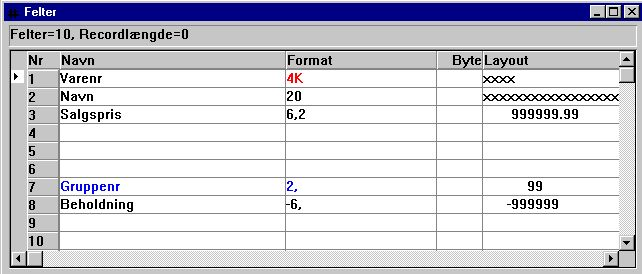 Felter
Felter=10, Recordlængde=0
Nr Navn Format Byte Layout
1 Varenr 4K xxxx
2 Navn 20 xxxxxxxxxxxxxxxxx
3 Salgspris 6,2 999999.99
4
5
6
7 Gruppenr 2, 99
8 Beholdning -6, -999999
9
10